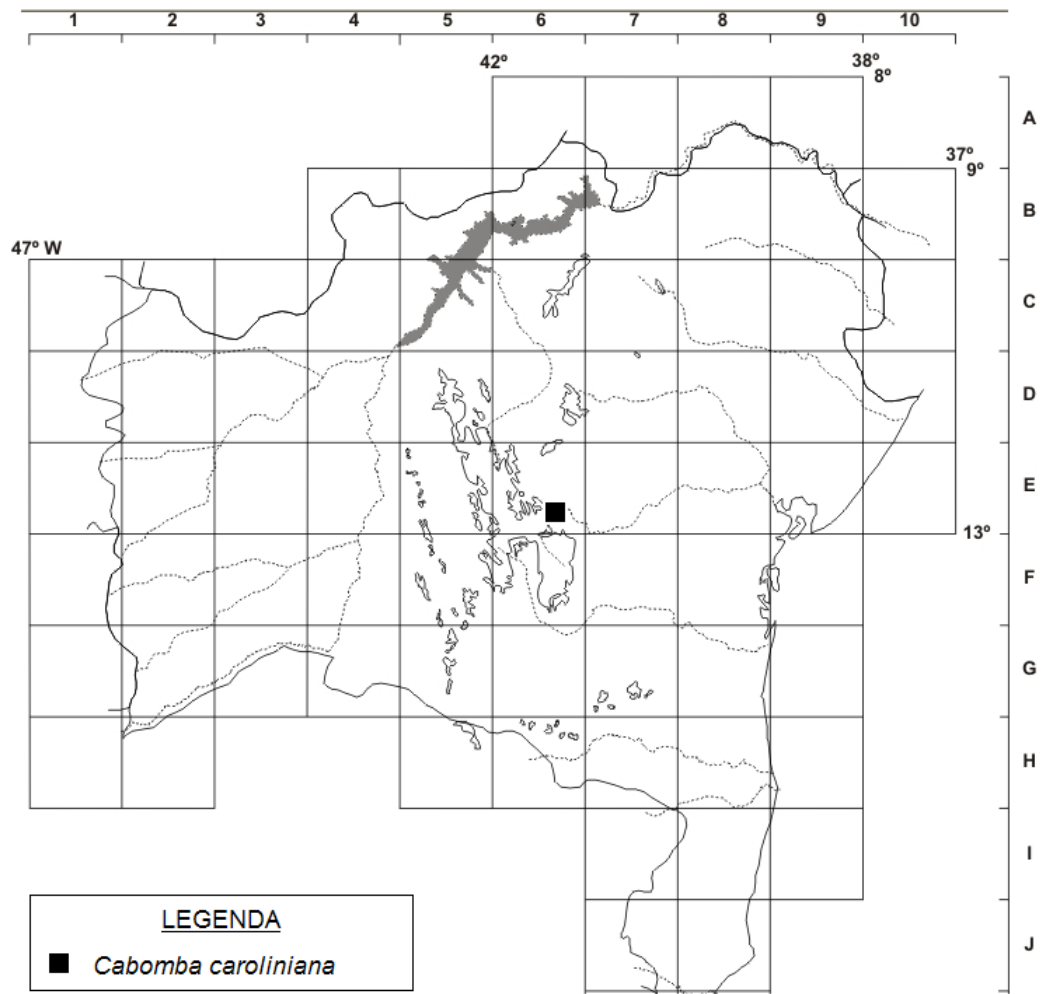 1 2 3 4 5 6 7 8 9 10
42º 38º
8º
A
37º
9º
B
47º W
C
D
E
13º
F
G
H
I
J
LEGENDA
■ Cabomba caroliniana